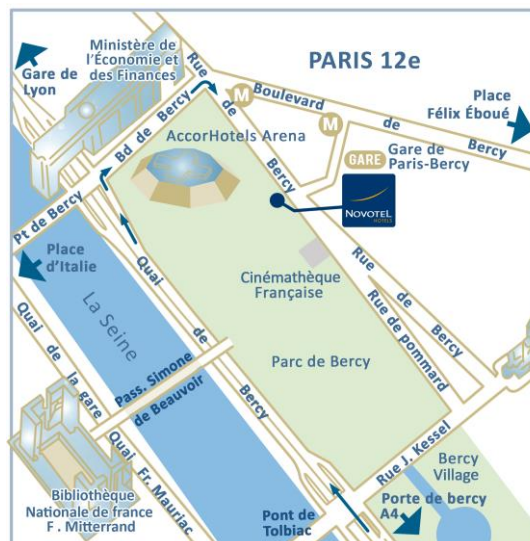 Ministère de
l'Économie et
des Finances
PARIS 12e
Gare de
Lyon
Rue de Bercy
M
Boulevard de Bercy
Place
Félix Éboué
M
Bd de Bercy
AccorHotels Arena
GARE
Gare de
Paris-Bercy
NOVOTEL
Pt de Bercy
Place
d'Italie
Quai de Bercy
Cinémathèque
Française
Rue de Bercy
Rue de pommard
La Seine
Quai de la gare
Pass. Simone
de Beauvoir
Parc de Bercy
Rue J. Kessel
Bercy
Village
Quai Fr. Mauriac
Bibliothèque
Nationale de france
F . Mitterrand
Pont de
Tolbiac
Porte de bercy
A4